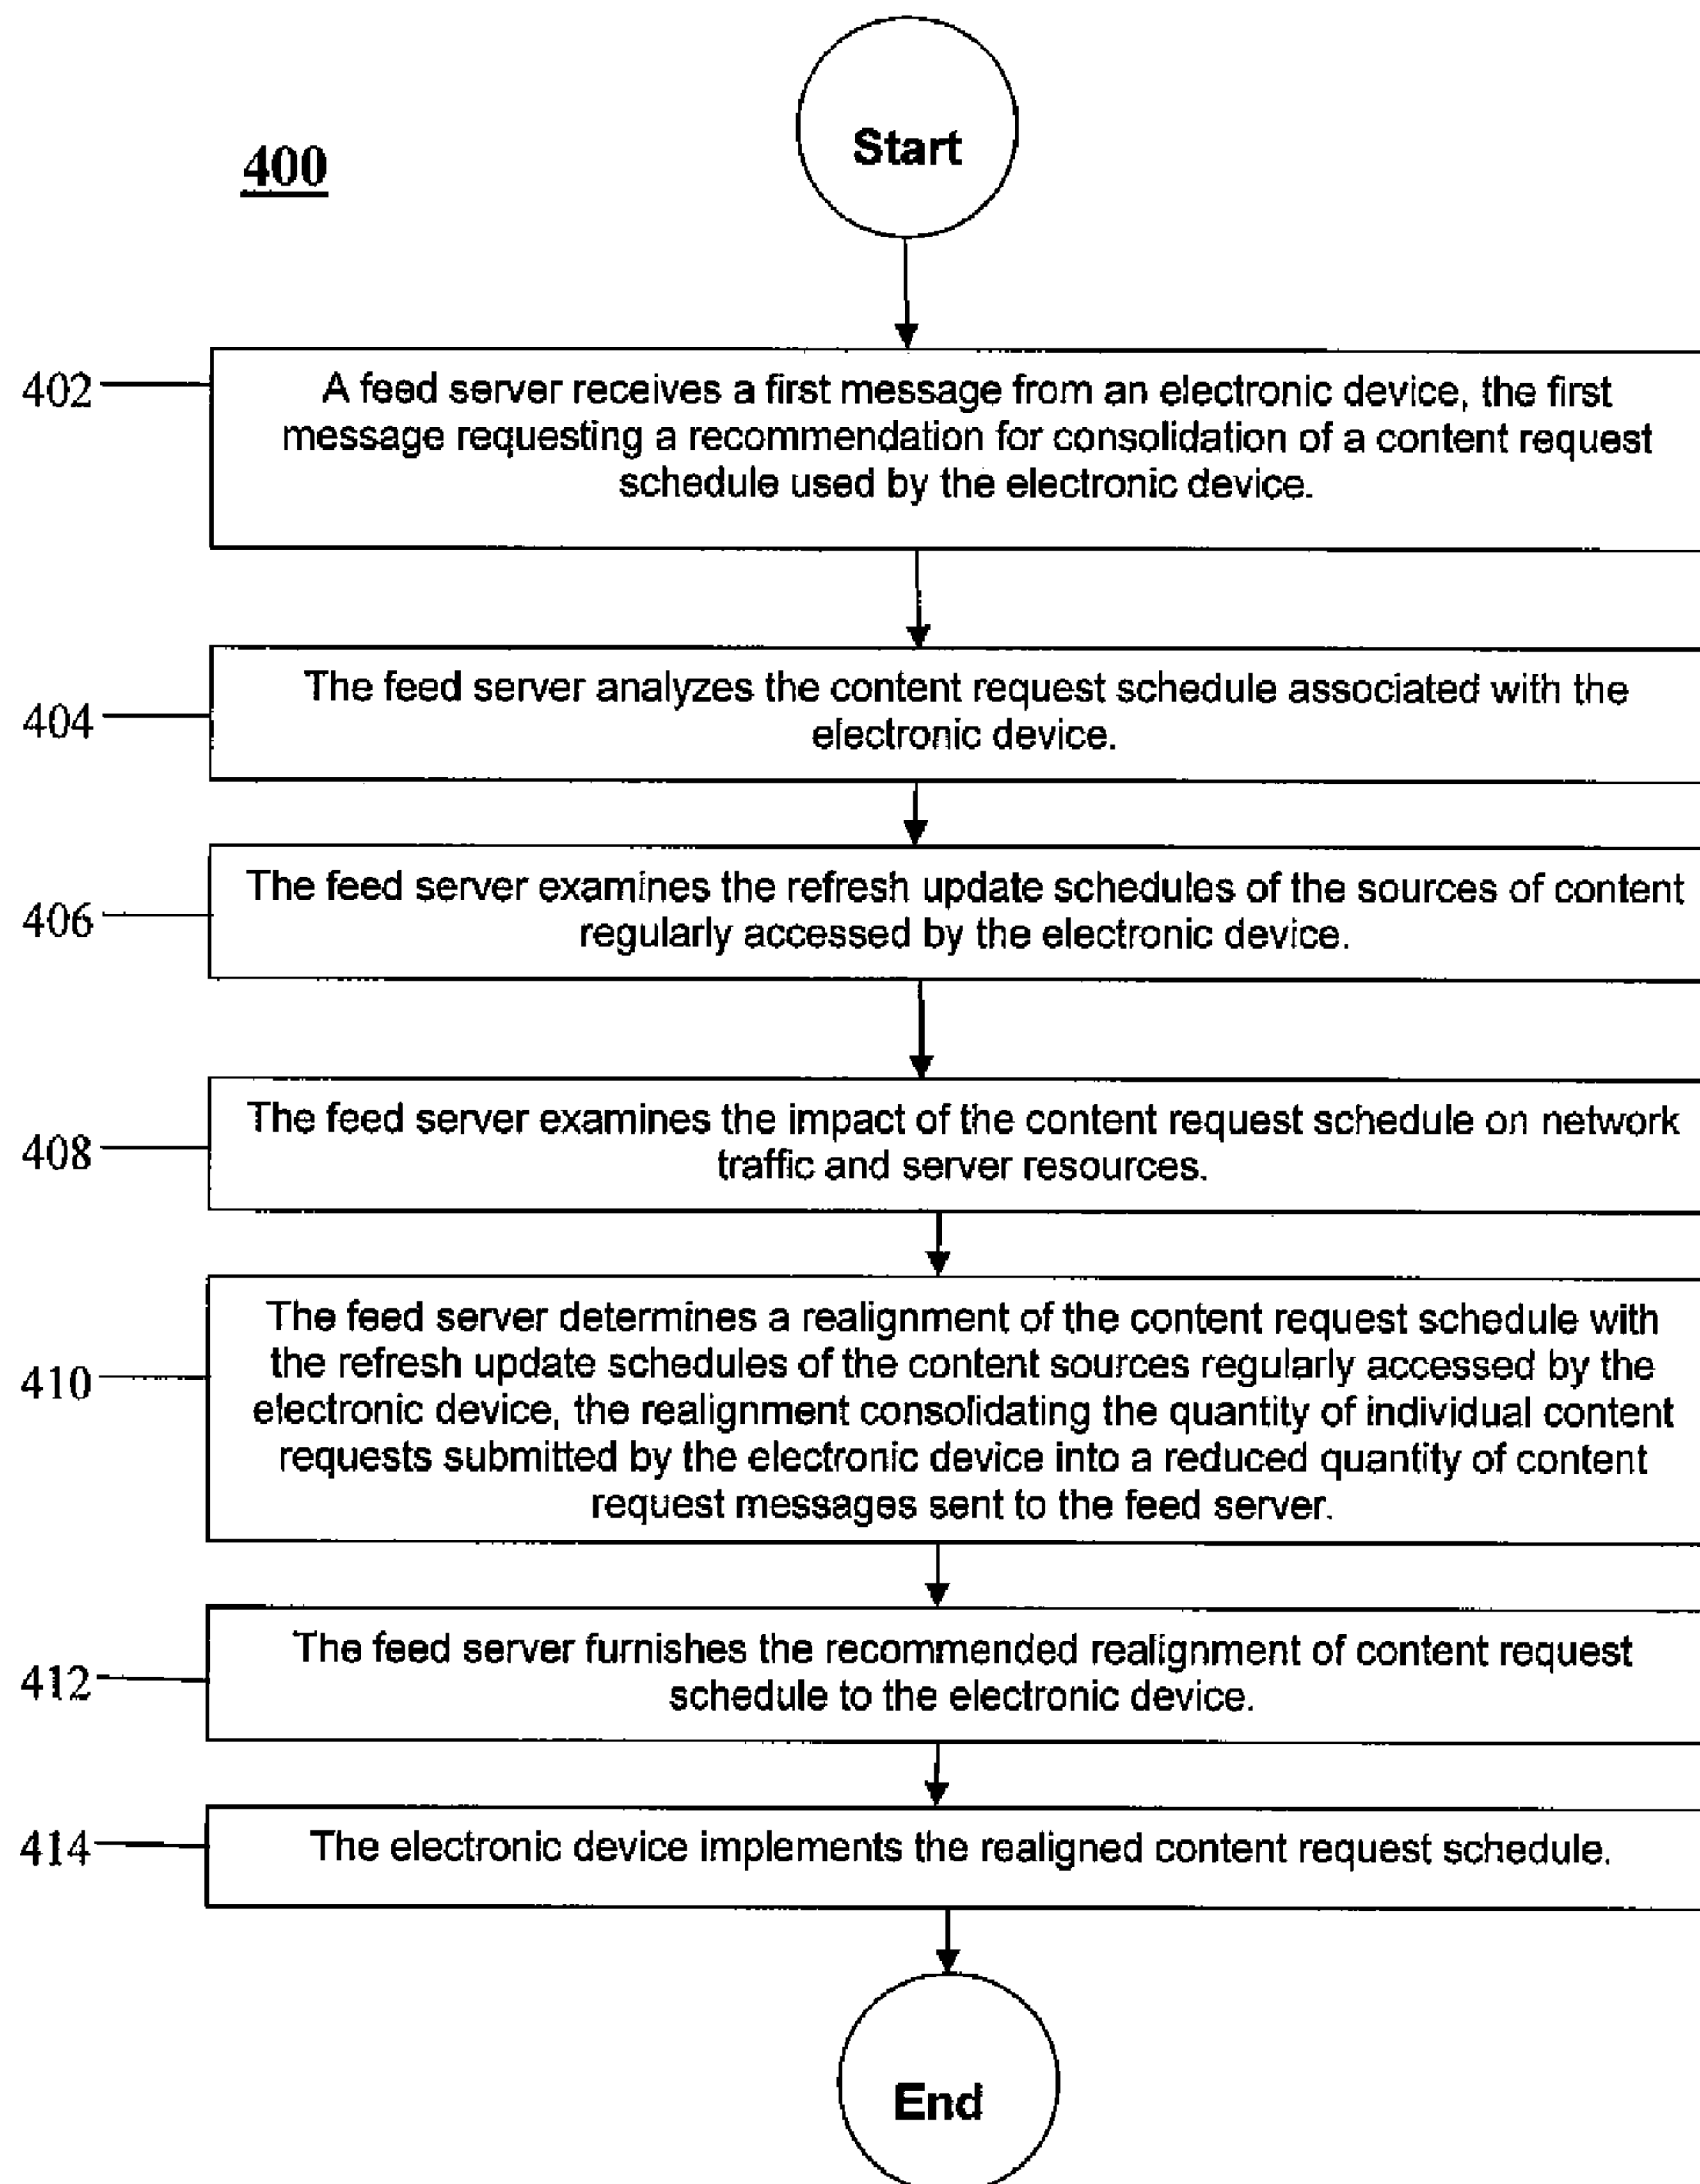 Start
400
402
A feed server receives a first message from an electronic device, the first
message requesting a recommendation for consolidation of a content request
schedule used by the electronic device.
404
The feed server analyzes the content request schedule associated with the
electronic device.
406
The feed server examines the refresh update schedules of the sources of content
regularly accessed by the electronic device.
408
The feed server examines the impact of the content request schedule on network
traffic and server resources.
410
The feed server determines a realignment of the content request schedule with
the refresh update schedules of the content sources regularly accessed by the
electronic device, the realignment consolidating the quantity of individual content
requests submitted by the electronic device into a reduced quantity of content
request messages sent to the feed server.
412
The feed server furnishes the recommended realignment of content request
schedule to the electronic device.
414
The electronic device implements the realigned content request schedule.
End